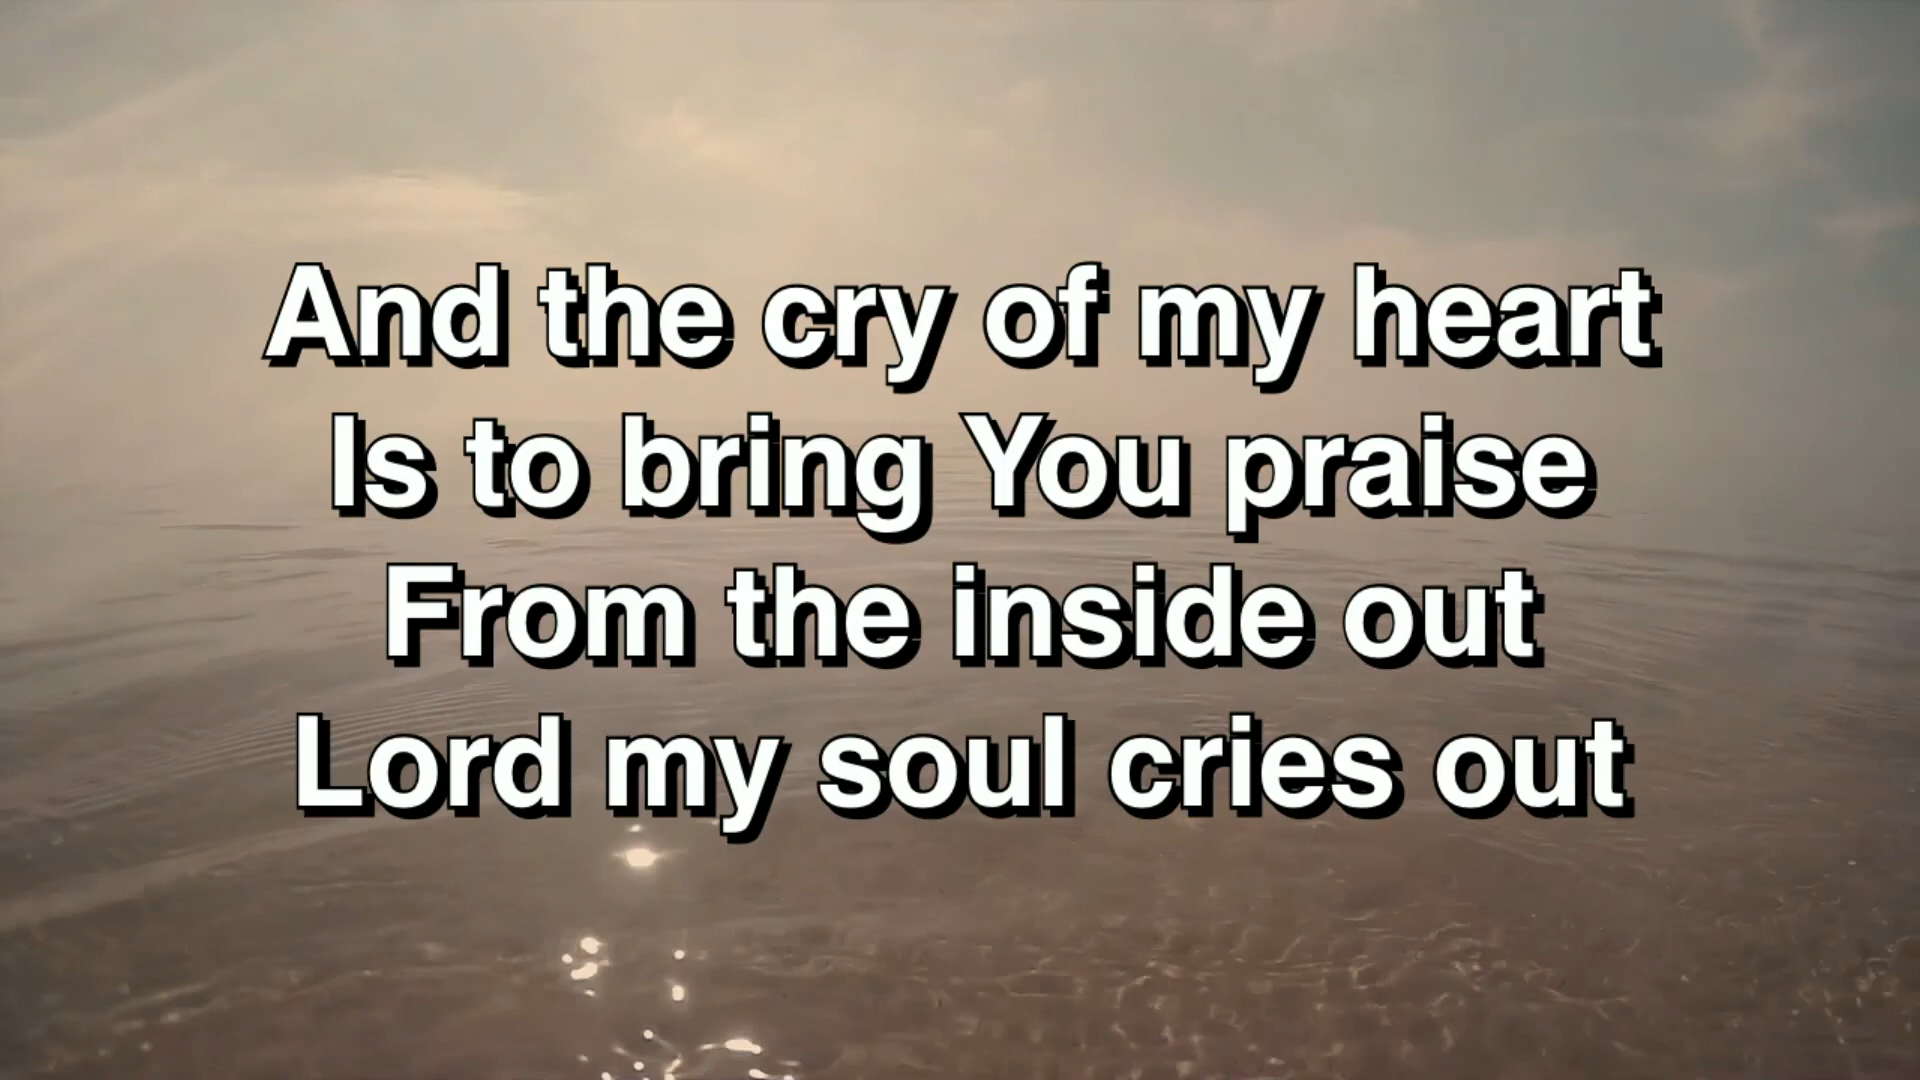 And the cry of my heart
Is to bring You praise
From the inside out
Lord my soul cries out